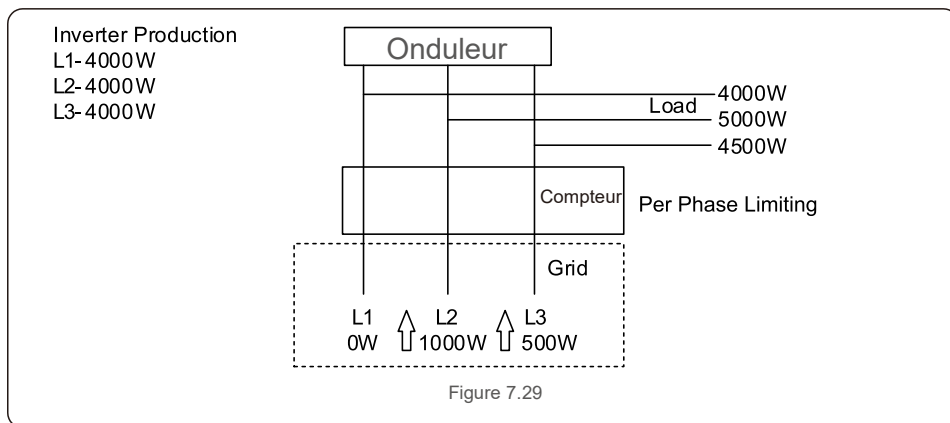 Inverter Production
L1-4000W
L2-4000W
L3-4000W
Onduleur
4000W
Load
5000W
4500W
Compteur
Per Phase Limiting
Grid
L1 L2 L3
0W 1000W 500W
Figure 7.29